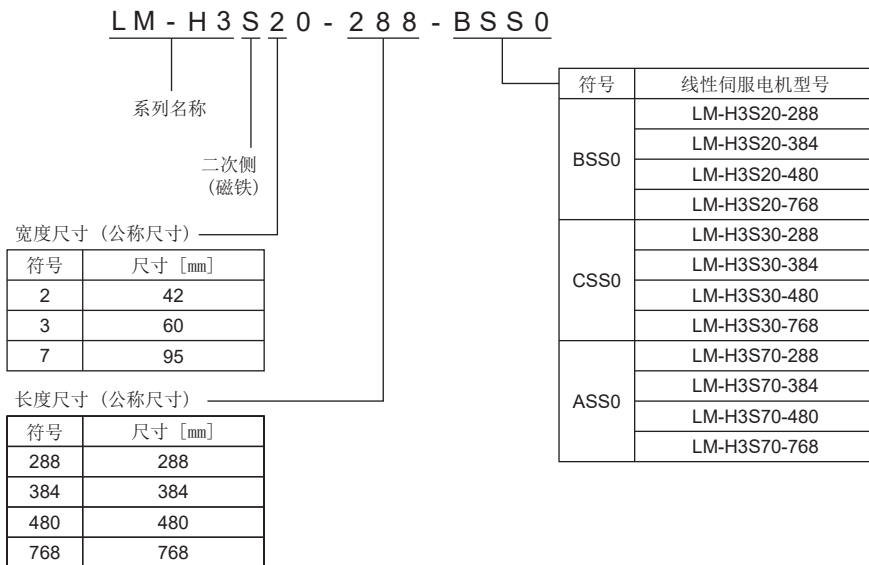 LM-H3S20-288-BSS0
系列名称
二次侧
(磁铁)
宽度尺寸 (公称尺寸)
符号 尺寸 [mm]
2 42
3 60
7 95
长度尺寸 (公称尺寸)
符号 尺寸 [mm]
288 288
384 384
480 480
768 768
符号 线性伺服电机型号
BSS0
LM-H3S20-288
LM-H3S20-384
LM-H3S20-480
LM-H3S20-768
CSS0
LM-H3S30-288
LM-H3S30-384
LM-H3S30-480
LM-H3S30-768
ASS0
LM-H3S70-288
LM-H3S70-384
LM-H3S70-480
LM-H3S70-768